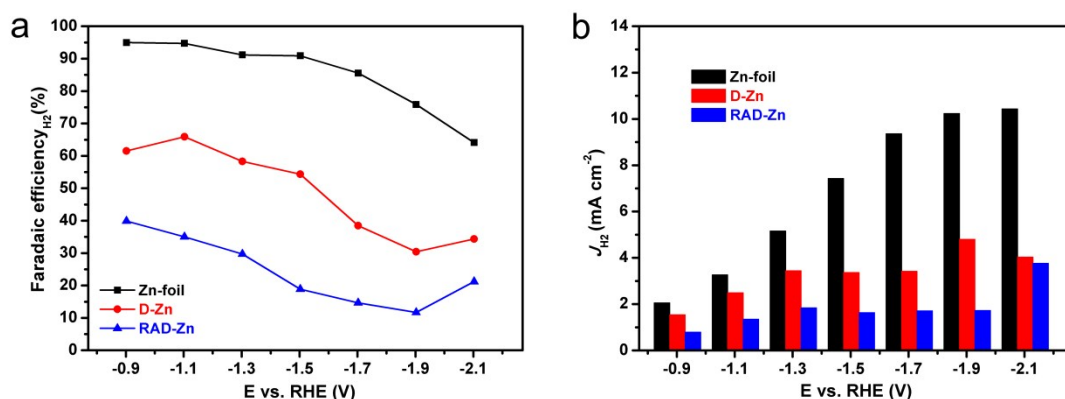 a
Faradaic efficiency_H2(%)
100
90
80
70
60
50
40
30
20
10
0
Zn-foil
D-Zn
RAD-Zn
-0.9 -1.1 -1.3 -1.5 -1.7 -1.9 -2.1
E vs. RHE (V)
b
J_H2 (mA cm-2)
14
12
10
8
6
4
2
0
Zn-foil
D-Zn
RAD-Zn
-0.9 -1.1 -1.3 -1.5 -1.7 -1.9 -2.1
E vs. RHE (V)